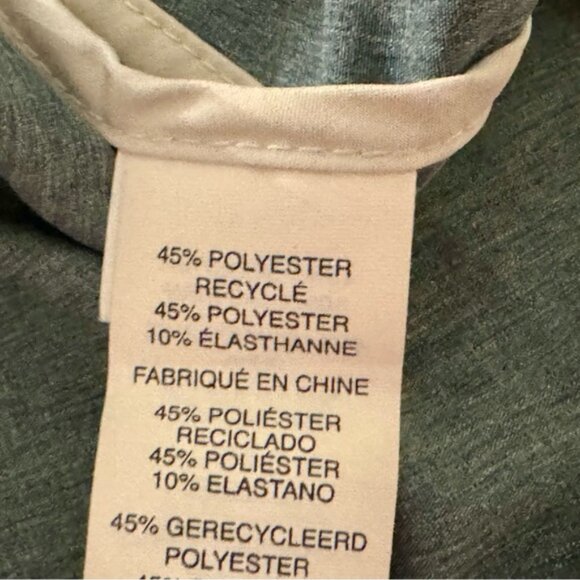 45% POLYESTER
RECYCLÉ
45% POLYESTER
10% ÉLASTHANNE
FABRIQUÉ EN CHINE
45% POLIÉSTER
RECICLADO
45% POLIÉSTER
10% ELASTANO
45% GERECYCLEERD
POLYESTER